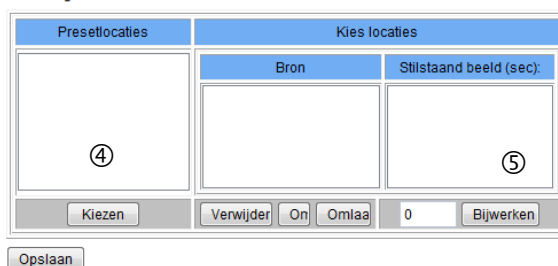 Presetlocaties Kies locaties
Bron Stilstaand beeld (sec):
④ ⑤
Kiezen Verwijder On Omlaa 0 Bijwerken
Opslaan